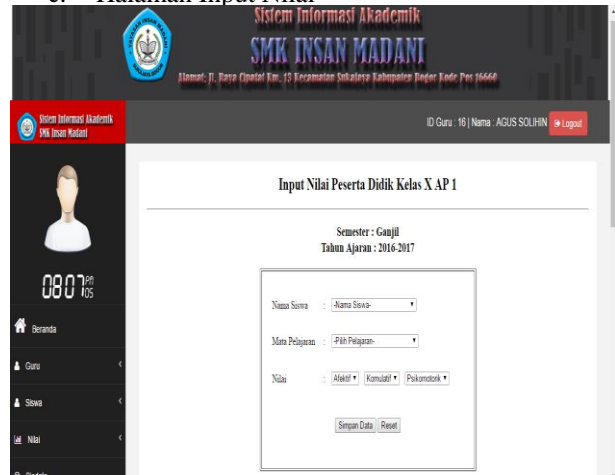 c. Halaman Input Nilai
Sistem Informasi Akademik
SMK INSAN MADANI
Alamat: Jl. Raya Cipatat Km. 13 Kecamatan Sukajaya Kabupaten Bogor Kode Pos 16660
Sistem Informasi Akademik
SMK Insan Madani
ID Guru : 16 | Nama : AGUS SOLIHIN
Logout
Input Nilai Peserta Didik Kelas X AP 1
Semester : Ganjil
Tahun Ajaran : 2016-2017
08:07 PM 05
Nama Siswa : -Nama Siswa-
Mata Pelajaran : -Pilih Pelajaran-
Nilai : Afektif Komulatif Psikomotorik
Simpan Data Reset
Beranda
Guru
Siswa
Nilai